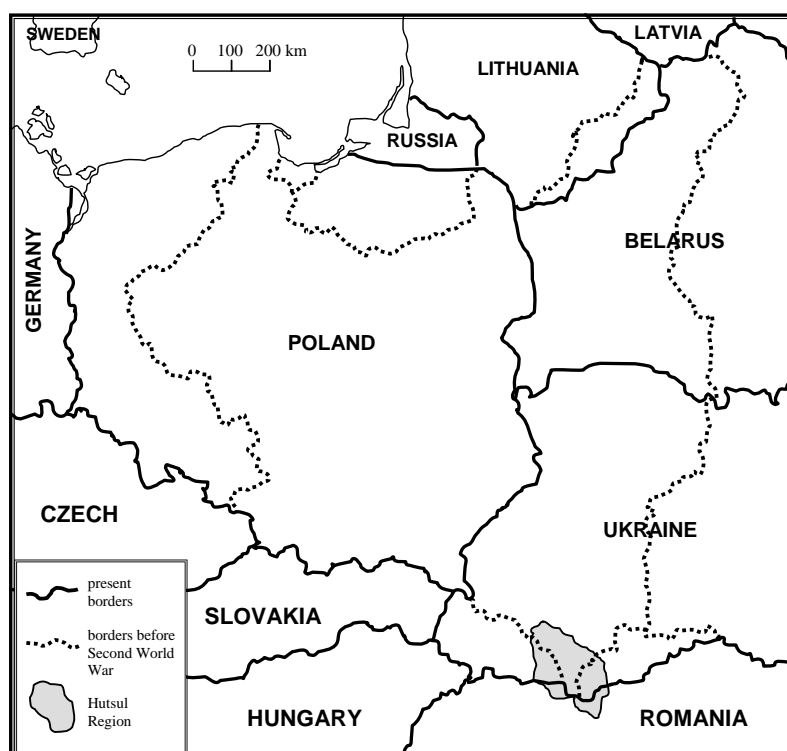 SWEDEN
LATVIA
0 100 200 km
LITHUANIA
RUSSIA
BELARUS
GERMANY
POLAND
CZECH
UKRAINE
present
borders
SLOVAKIA
borders before
Second World
War
Hutsul
Region
HUNGARY
ROMANIA